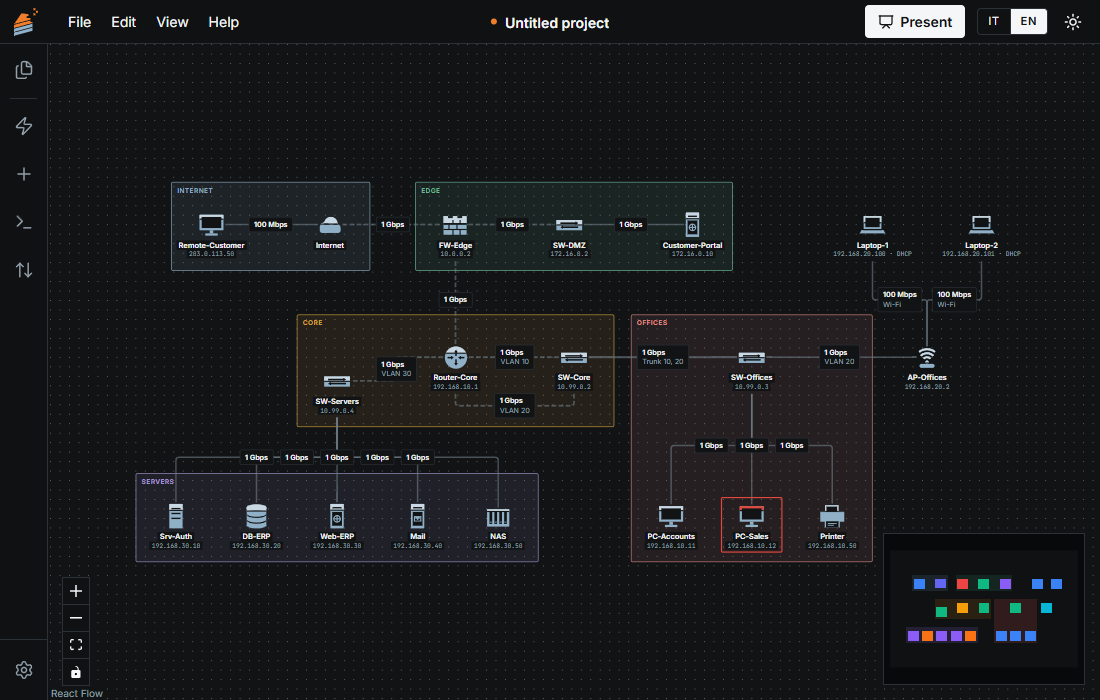 File Edit View Help
Untitled project
Present
IT EN
INTERNET
Remote-Customer
203.0.113.50
100 Mbps
Internet
1 Gbps
EDGE
FW-Edge
10.0.0.2
1 Gbps
SW-DMZ
172.16.0.2
1 Gbps
Customer-Portal
172.16.0.10
Laptop-1
192.168.20.100 · DHCP
Laptop-2
192.168.20.101 · DHCP
100 Mbps
Wi-Fi
100 Mbps
Wi-Fi
1 Gbps
CORE
1 Gbps
VLAN 30
Router-Core
192.168.10.1
1 Gbps
VLAN 10
SW-Core
10.99.0.2
SW-Servers
10.99.0.4
1 Gbps
VLAN 20
OFFICES
1 Gbps
Trunk 10, 20
SW-Offices
10.99.0.3
1 Gbps
VLAN 20
AP-Offices
192.168.20.2
1 Gbps
1 Gbps
1 Gbps
1 Gbps
1 Gbps
1 Gbps
1 Gbps
1 Gbps
SERVERS
Srv-Auth
192.168.30.10
DB-ERP
192.168.30.20
Web-ERP
192.168.30.30
Mail
192.168.30.40
NAS
192.168.30.50
PC-Accounts
192.168.10.11
PC-Sales
192.168.10.12
Printer
192.168.10.50
React Flow